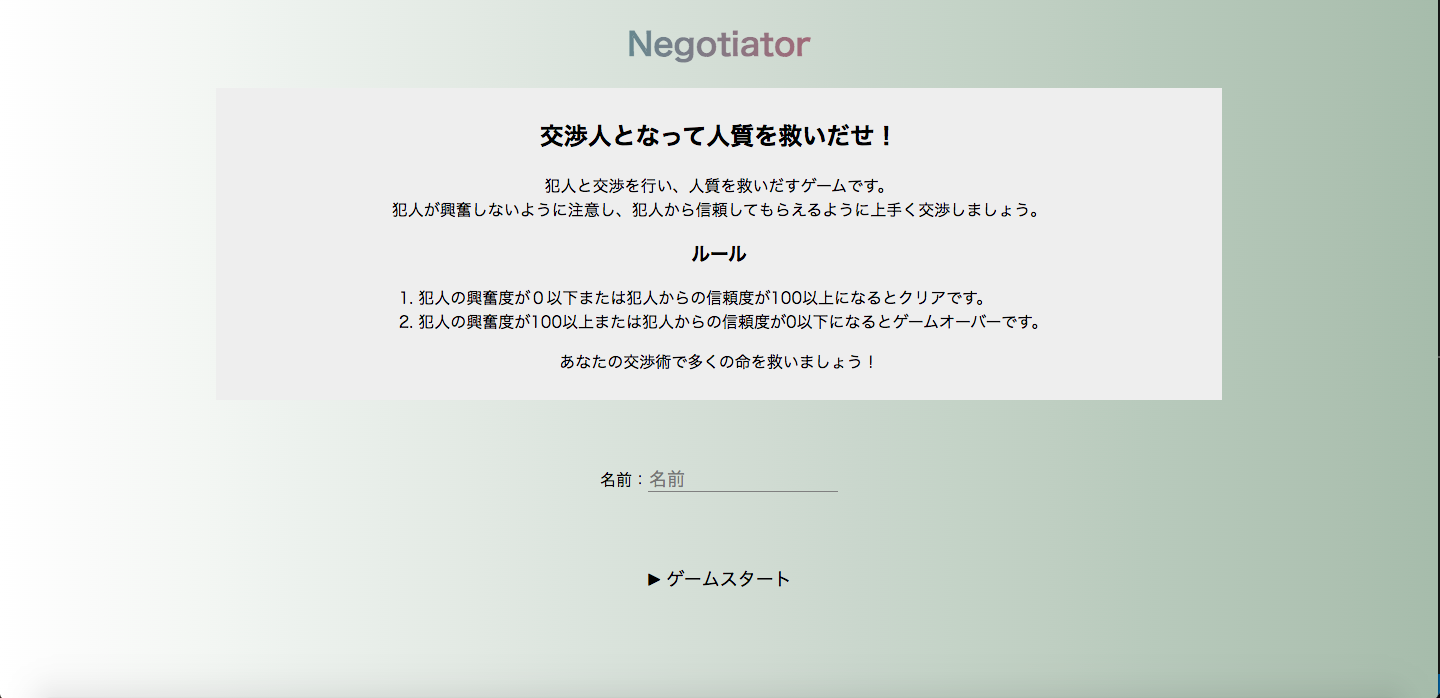 Negotiator
交渉人となって人質を救いだせ！
犯人と交渉を行い、人質を救いだすゲームです。
犯人が興奮しないように注意し、犯人から信頼してもらえるように上手く交渉しましょう。
ルール
1. 犯人の興奮度が０以下または犯人からの信頼度が100以上になるとクリアです。
2. 犯人の興奮度が100以上または犯人からの信頼度が0以下になるとゲームオーバーです。
あなたの交渉術で多くの命を救いましょう！
名前：名前
▶ ゲームスタート